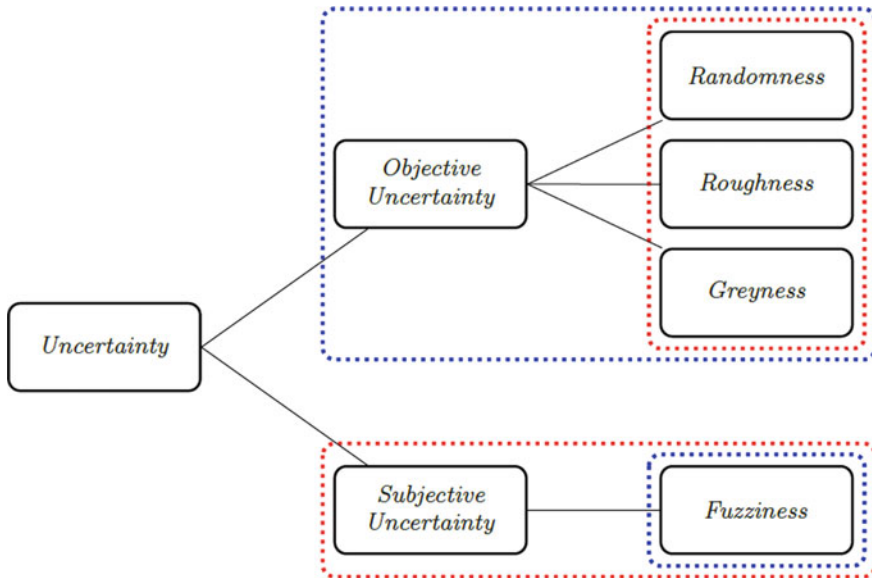 Randomness
Objective
Uncertainty
Roughness
Greyness
Uncertainty
Subjective
Uncertainty
Fuzziness